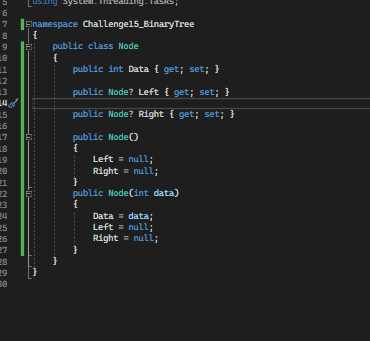 5 using System.Threading.Tasks;
6
7 namespace Challenge15_BinaryTree
8 {
9 public class Node
10 {
11 public int Data { get; set; }
12
13 public Node? Left { get; set; }
14
15 public Node? Right { get; set; }
16
17 public Node()
18 {
19 Left = null;
20 Right = null;
21 }
22 public Node(int data)
23 {
24 Data = data;
25 Left = null;
26 Right = null;
27 }
28 }
29 }
30